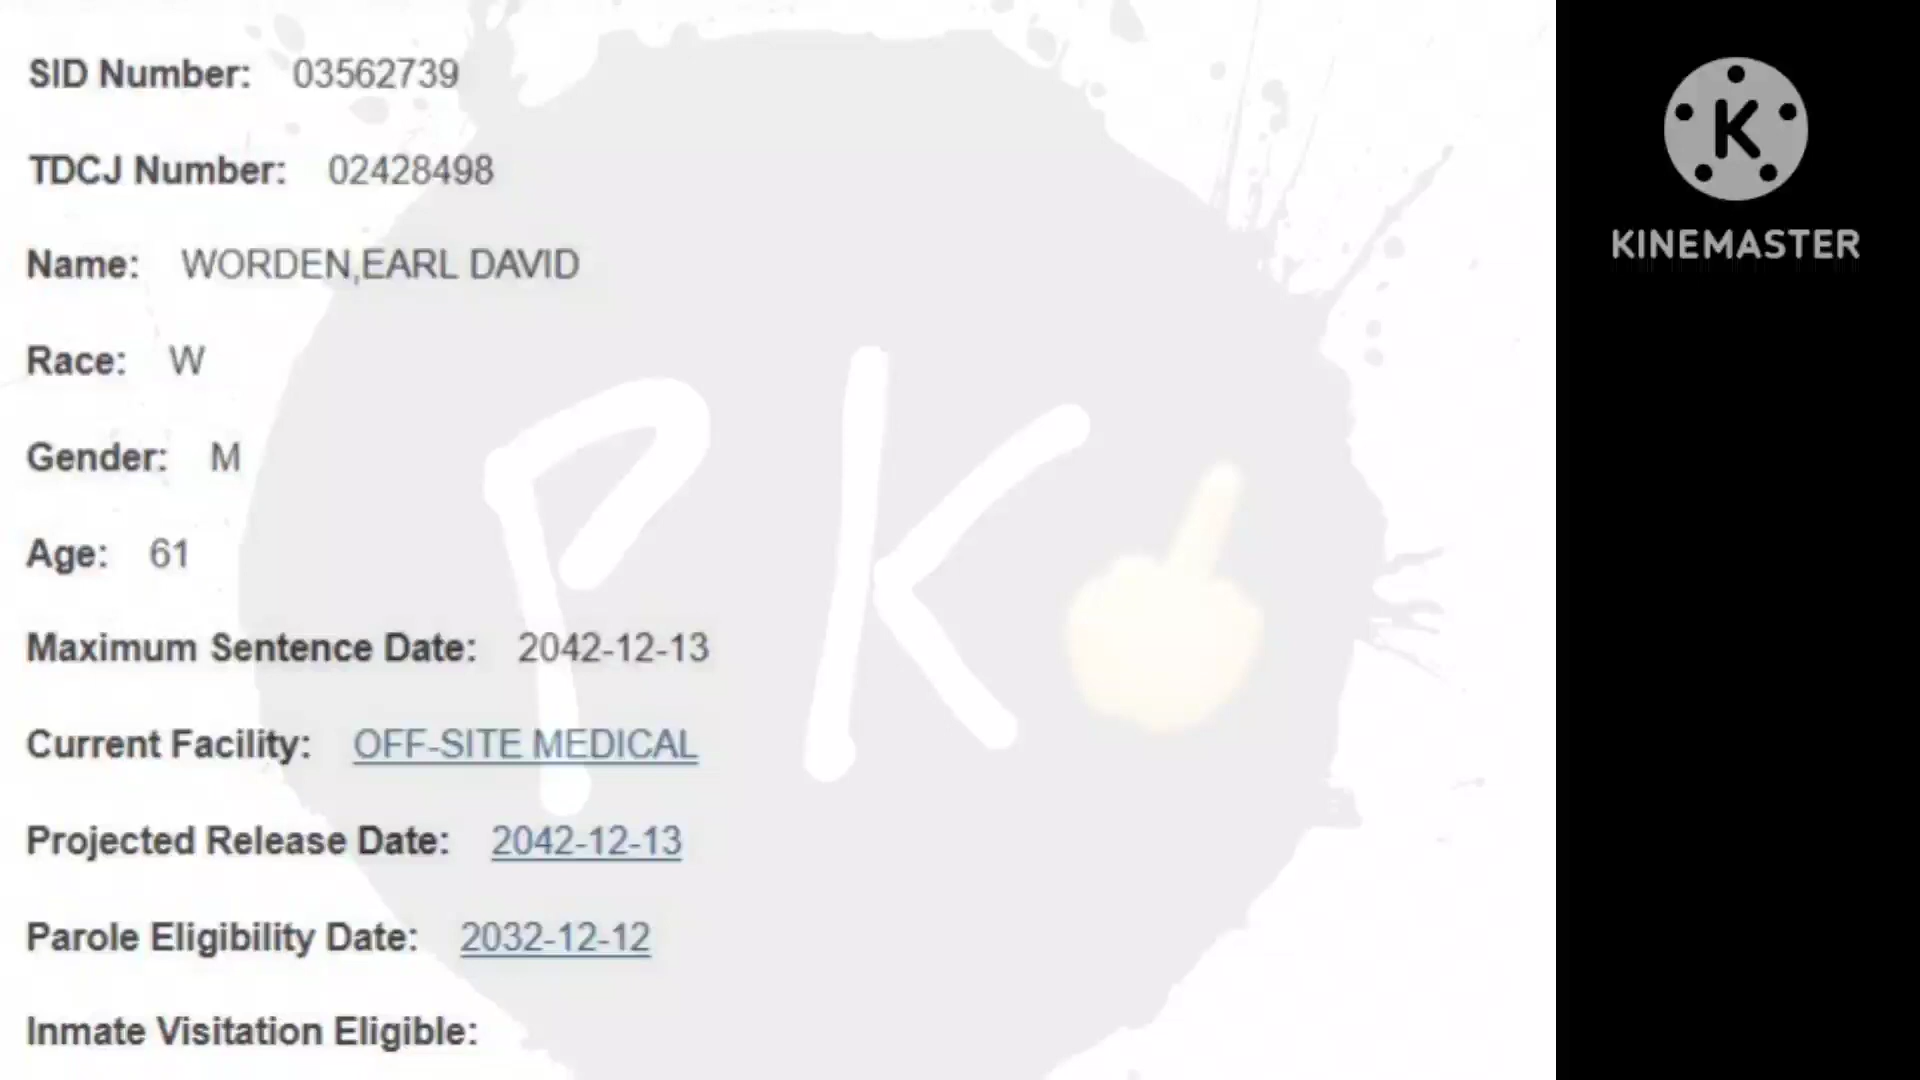 SID Number: 03562739
TDCJ Number: 02428498
Name: WORDEN,EARL DAVID
Race: W
Gender: M
Age: 61
Maximum Sentence Date: 2042-12-13
Current Facility: OFF-SITE MEDICAL
Projected Release Date: 2042-12-13
Parole Eligibility Date: 2032-12-12
Inmate Visitation Eligible:
PK
K
KINEMASTER